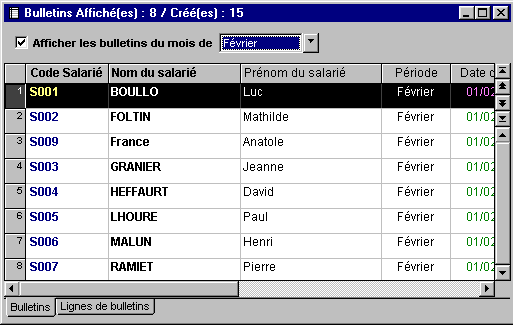 Bulletins Affiché(es) : 8 / Créé(es) : 15
Afficher les bulletins du mois de Février
Code Salarié Nom du salarié Prénom du salarié Période Date d
1 S001 BOULLO Luc Février 01/02
2 S002 FOLTIN Mathilde Février 01/02
3 S009 France Anatole Février 01/02
4 S003 GRANIER Jeanne Février 01/02
5 S004 HEFFAURT David Février 01/02
6 S005 LHOURE Paul Février 01/02
7 S006 MALUN Henri Février 01/02
8 S007 RAMIET Pierre Février 01/02
Bulletins Lignes de bulletins